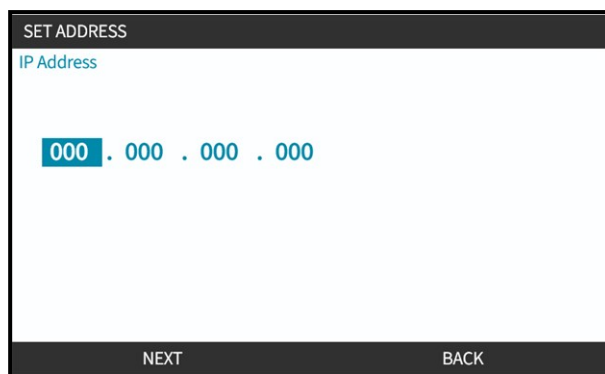 SET ADDRESS
IP Address
000 . 000 . 000 . 000
NEXT BACK